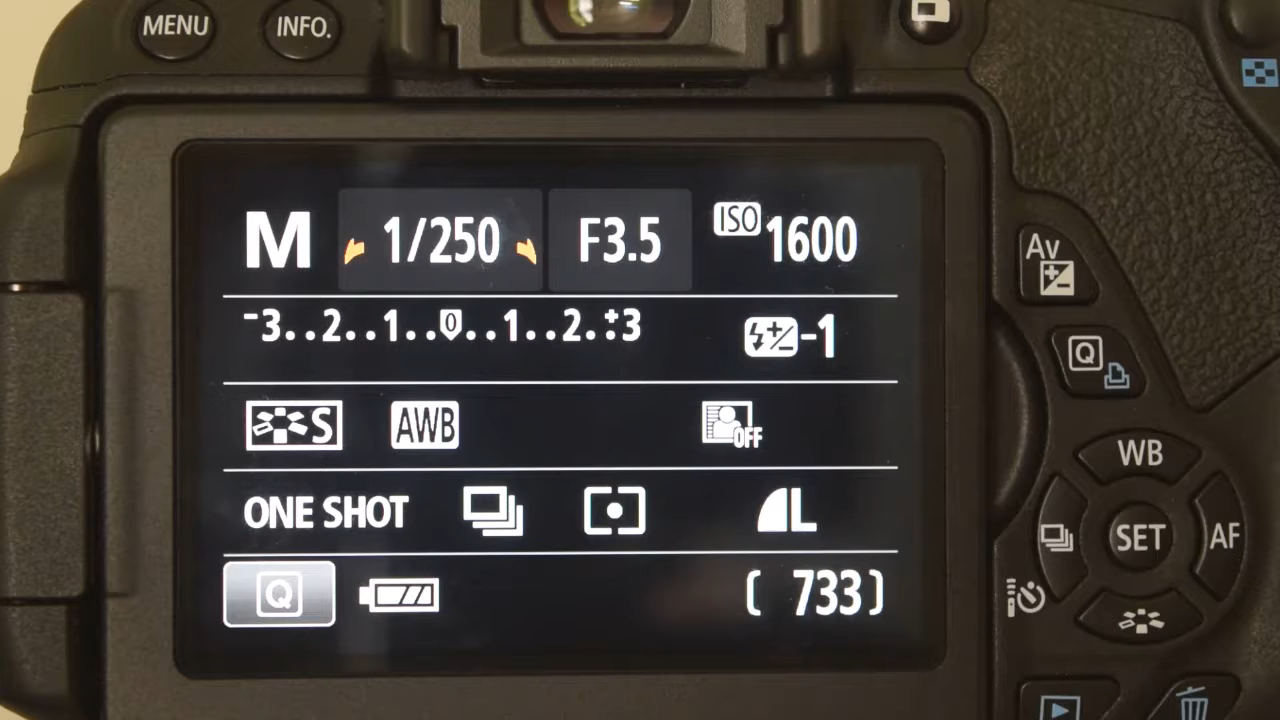 MENU INFO.
M 1/250 F3.5 ISO 1600
-3..2..1..0..1..2.:+3 +/- -1
S AWB OFF
ONE SHOT L
Q [ 733]
Av
Q
WB
SET AF